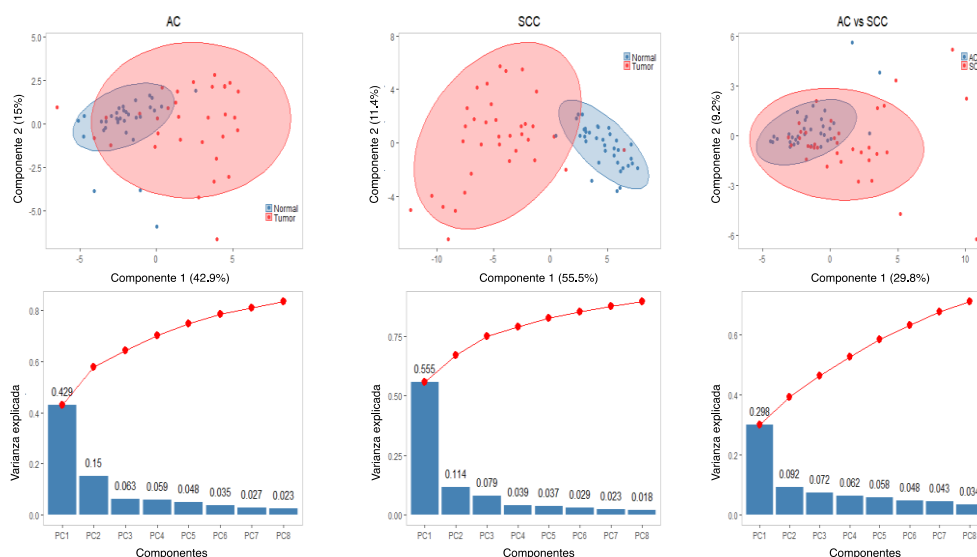 AC
SCC
AC vs SCC
Componente 2 (15%)
5.0
2.5
0.0
-2.5
-5.0
Normal
Tumor
-5
0
5
Componente 1 (42.9%)
Componente 2 (11.4%)
4
0
-4
Normal
Tumor
-10
-5
0
5
Componente 1 (55.5%)
Componente 2 (9.2%)
6
3
0
-3
-6
AC
SC
-5
0
5
10
Componente 1 (29.8%)
Varianza explicada
0.8
0.6
0.4
0.2
0.0
0.429
0.15
0.063
0.059
0.048
0.035
0.027
0.023
PC1 PC2 PC3 PC4 PC5 PC6 PC7 PC8
Componentes
Varianza explicada
0.75
0.50
0.25
0.00
0.555
0.114
0.079
0.039
0.037
0.029
0.023
0.018
PC1 PC2 PC3 PC4 PC5 PC6 PC7 PC8
Componentes
Varianza explicada
0.6
0.4
0.2
0.0
0.298
0.092
0.072
0.062
0.058
0.048
0.043
0.034
PC1 PC2 PC3 PC4 PC5 PC6 PC7 PC8
Componentes